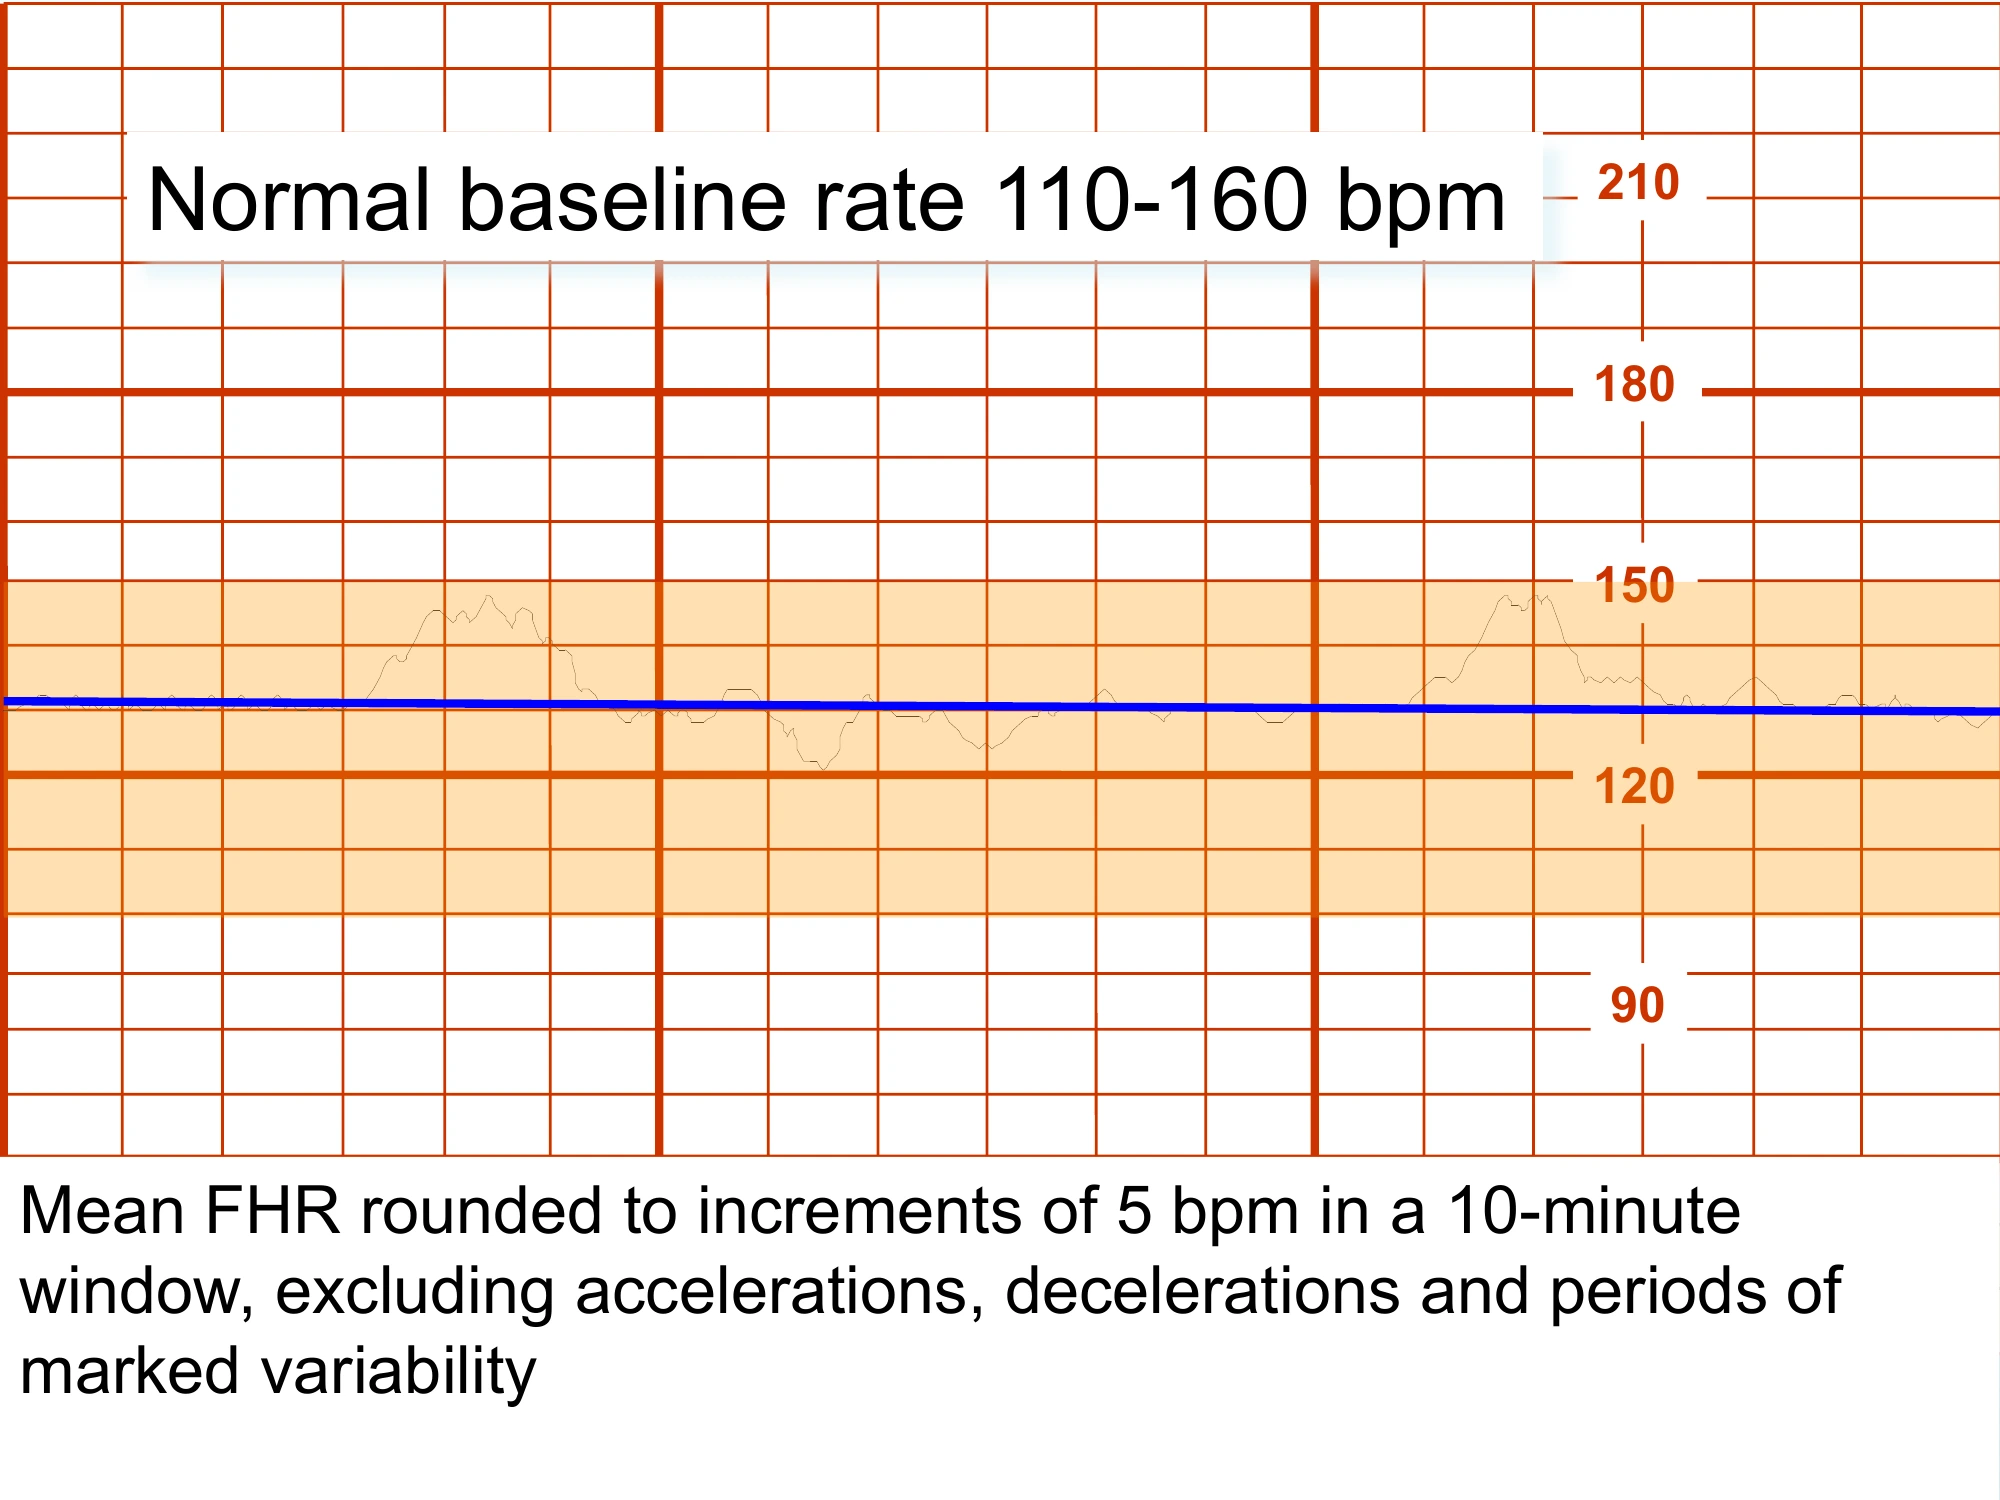 Normal baseline rate 110-160 bpm
210
180
150
120
90
Mean FHR rounded to increments of 5 bpm in a 10-minute
window, excluding accelerations, decelerations and periods of
marked variability